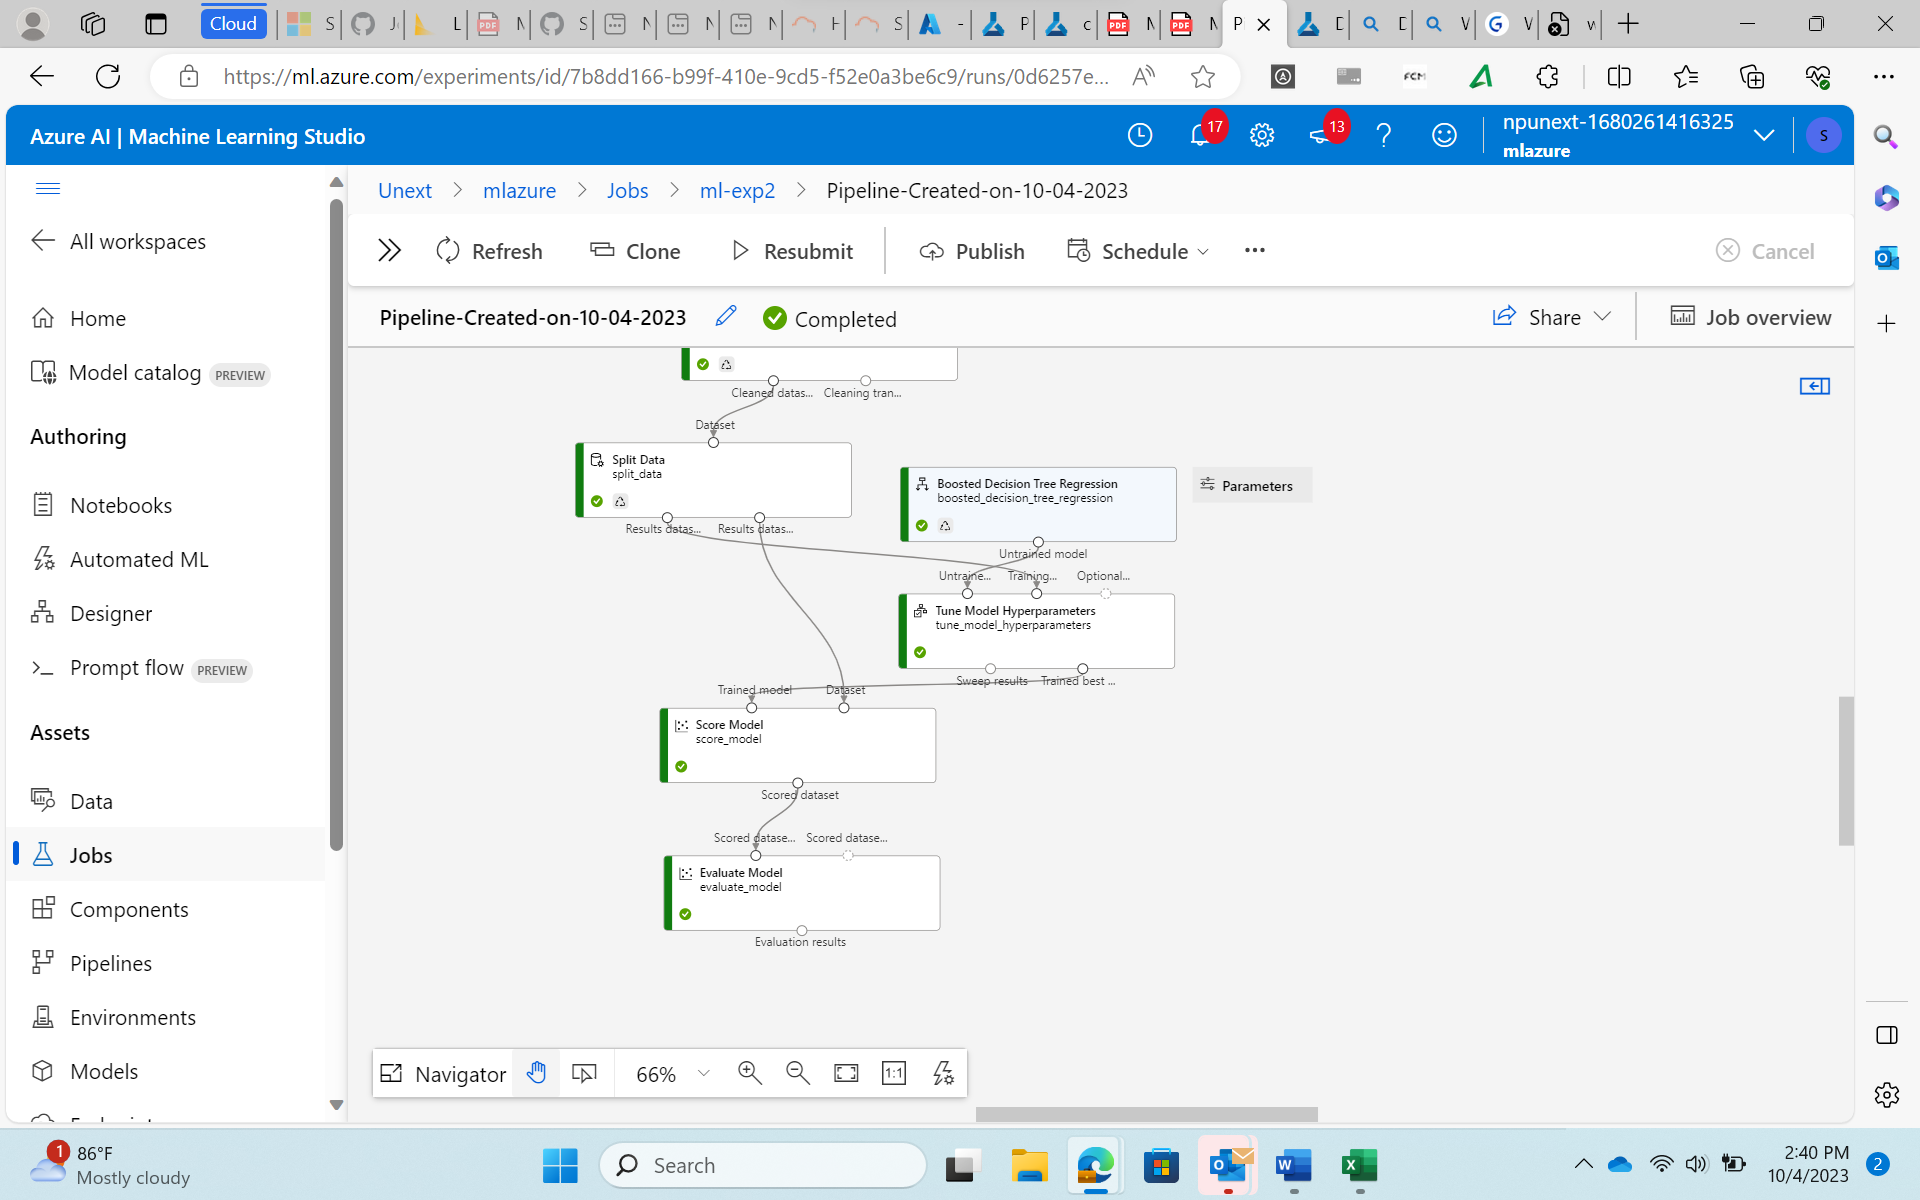 Cloud
S
L
S
N
N
N
S
-
P
c
P
D
D
W
W
w
https://ml.azure.com/experiments/id/7b8dd166-b99f-410e-9cd5-f52e0a3be6c9/runs/0d6257e...
FCM
Azure AI | Machine Learning Studio
17
13
npunext-1680261416325
mlazure
S
All workspaces
Home
Model catalog PREVIEW
Authoring
Notebooks
Automated ML
Designer
Prompt flow PREVIEW
Assets
Data
Jobs
Components
Pipelines
Environments
Models
Unext > mlazure > Jobs > ml-exp2 > Pipeline-Created-on-10-04-2023
Refresh Clone Resubmit Publish Schedule ... Cancel
Pipeline-Created-on-10-04-2023 Completed Share Job overview
Cleaned datas... Cleaning tran...
Dataset
Split Data
split_data
Results datas... Results datas...
Boosted Decision Tree Regression
boosted_decision_tree_regression
Parameters
Untrained model
Untraine... Training... Optional...
Tune Model Hyperparameters
tune_model_hyperparameters
Sweep results Trained best ...
Trained model Dataset
Score Model
score_model
Scored dataset
Scored datase... Scored datase...
Evaluate Model
evaluate_model
Evaluation results
Navigator 66% 1:1
1
86°F
Mostly cloudy
Search
2:40 PM
10/4/2023
2